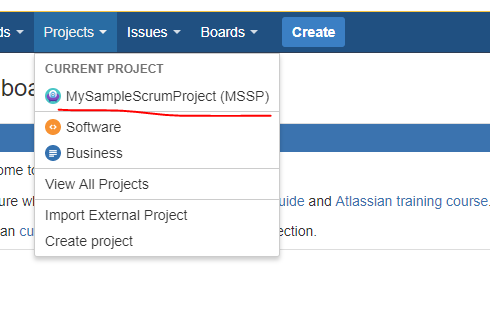 ds Projects Issues Boards Create
CURRENT PROJECT
boa
MySampleScrumProject (MSSP)
Software
Business
ome to
View All Projects
ure wh uide and Atlassian training course.
Import External Project
an cu ection.
Create project